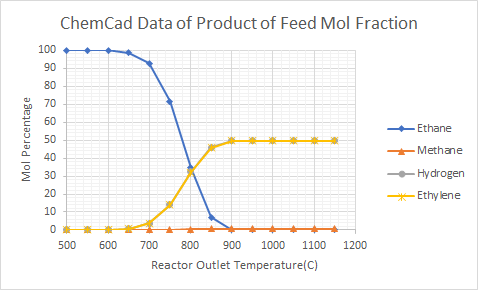 ChemCad Data of Product of Feed Mol Fraction
100
90
80
70
60
50
40
30
20
10
0
Mol Percentage
500 600 700 800 900 1000 1100 1200
Reactor Outlet Temperature(C)
Ethane
Methane
Hydrogen
Ethylene